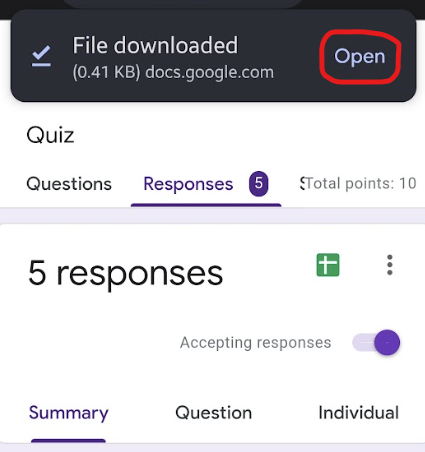 File downloaded
(0.41 KB) docs.google.com
Open
Quiz
Questions
Responses 5
Total points: 10
5 responses
Accepting responses
Summary
Question
Individual